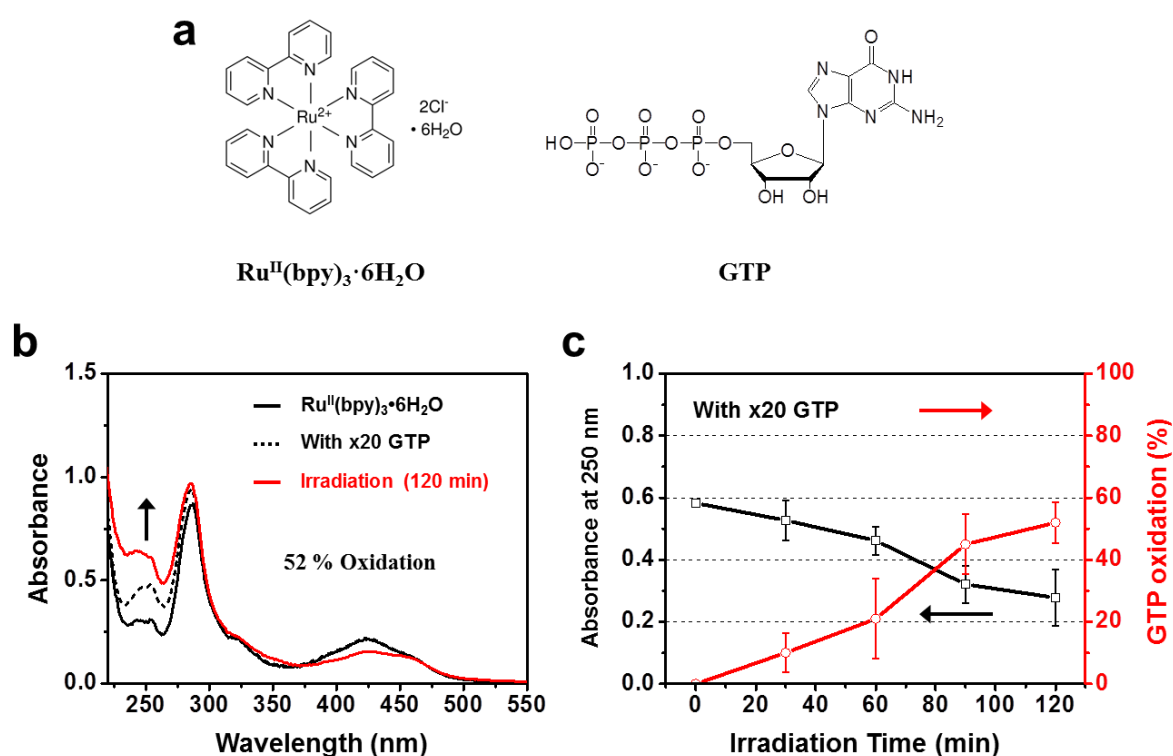 a
N
N
N
N
N
N
Ru2+
2Cl-
• 6H₂O
O
O
O
HO
P
O
P
O
P
O
O-
O-
O-
O
OH
OH
N
N
O
NH
N
NH₂
Ruᴵᴵ(bpy)₃·6H₂O
GTP
b
1.5
1.0
0.5
0.0
Absorbance
Ruᴵᴵ(bpy)₃•6H₂O
With x20 GTP
Irradiation (120 min)
52 % Oxidation
250 300 350 400 450 500 550
Wavelength (nm)
c
1.0
0.8
0.6
0.4
0.2
0.0
Absorbance at 250 nm
With x20 GTP
100
80
60
40
20
0
GTP oxidation (%)
0 20 40 60 80 100 120
Irradiation Time (min)